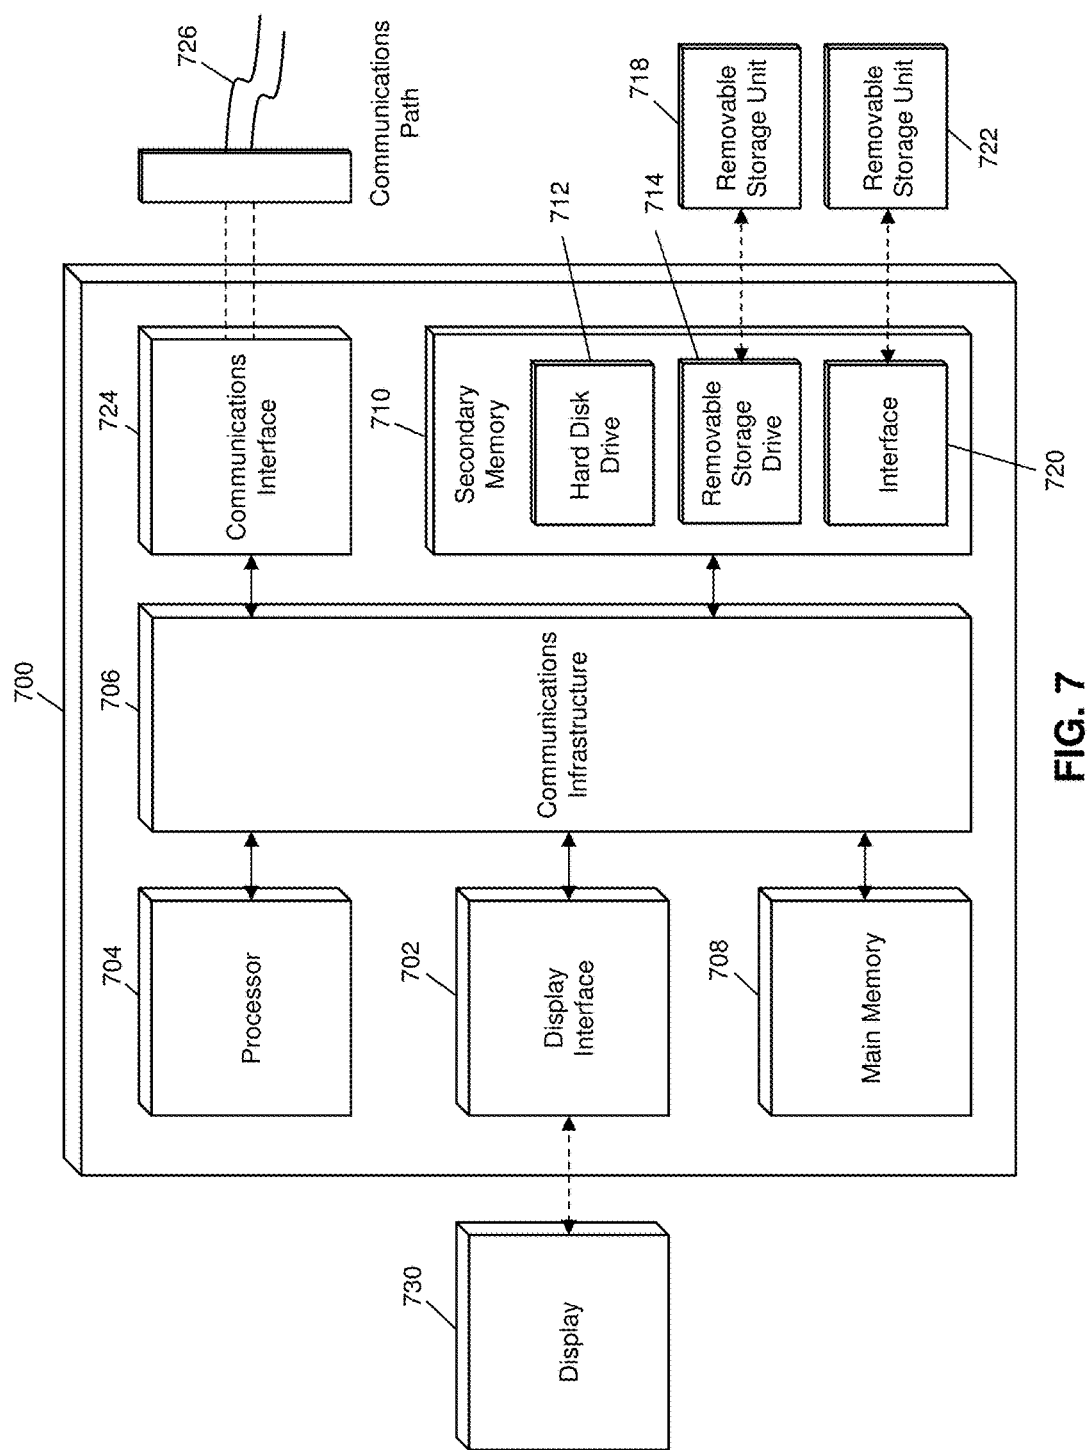 700
704
Processor
706
Communications
Infrastructure
724
Communications
Interface
726
Communications
Path
730
Display
702
Display
Interface
710
Secondary
Memory
712
Hard Disk
Drive
714
Removable
Storage
Drive
718
Removable
Storage Unit
708
Main Memory
Interface
720
Removable
Storage Unit
722
FIG. 7